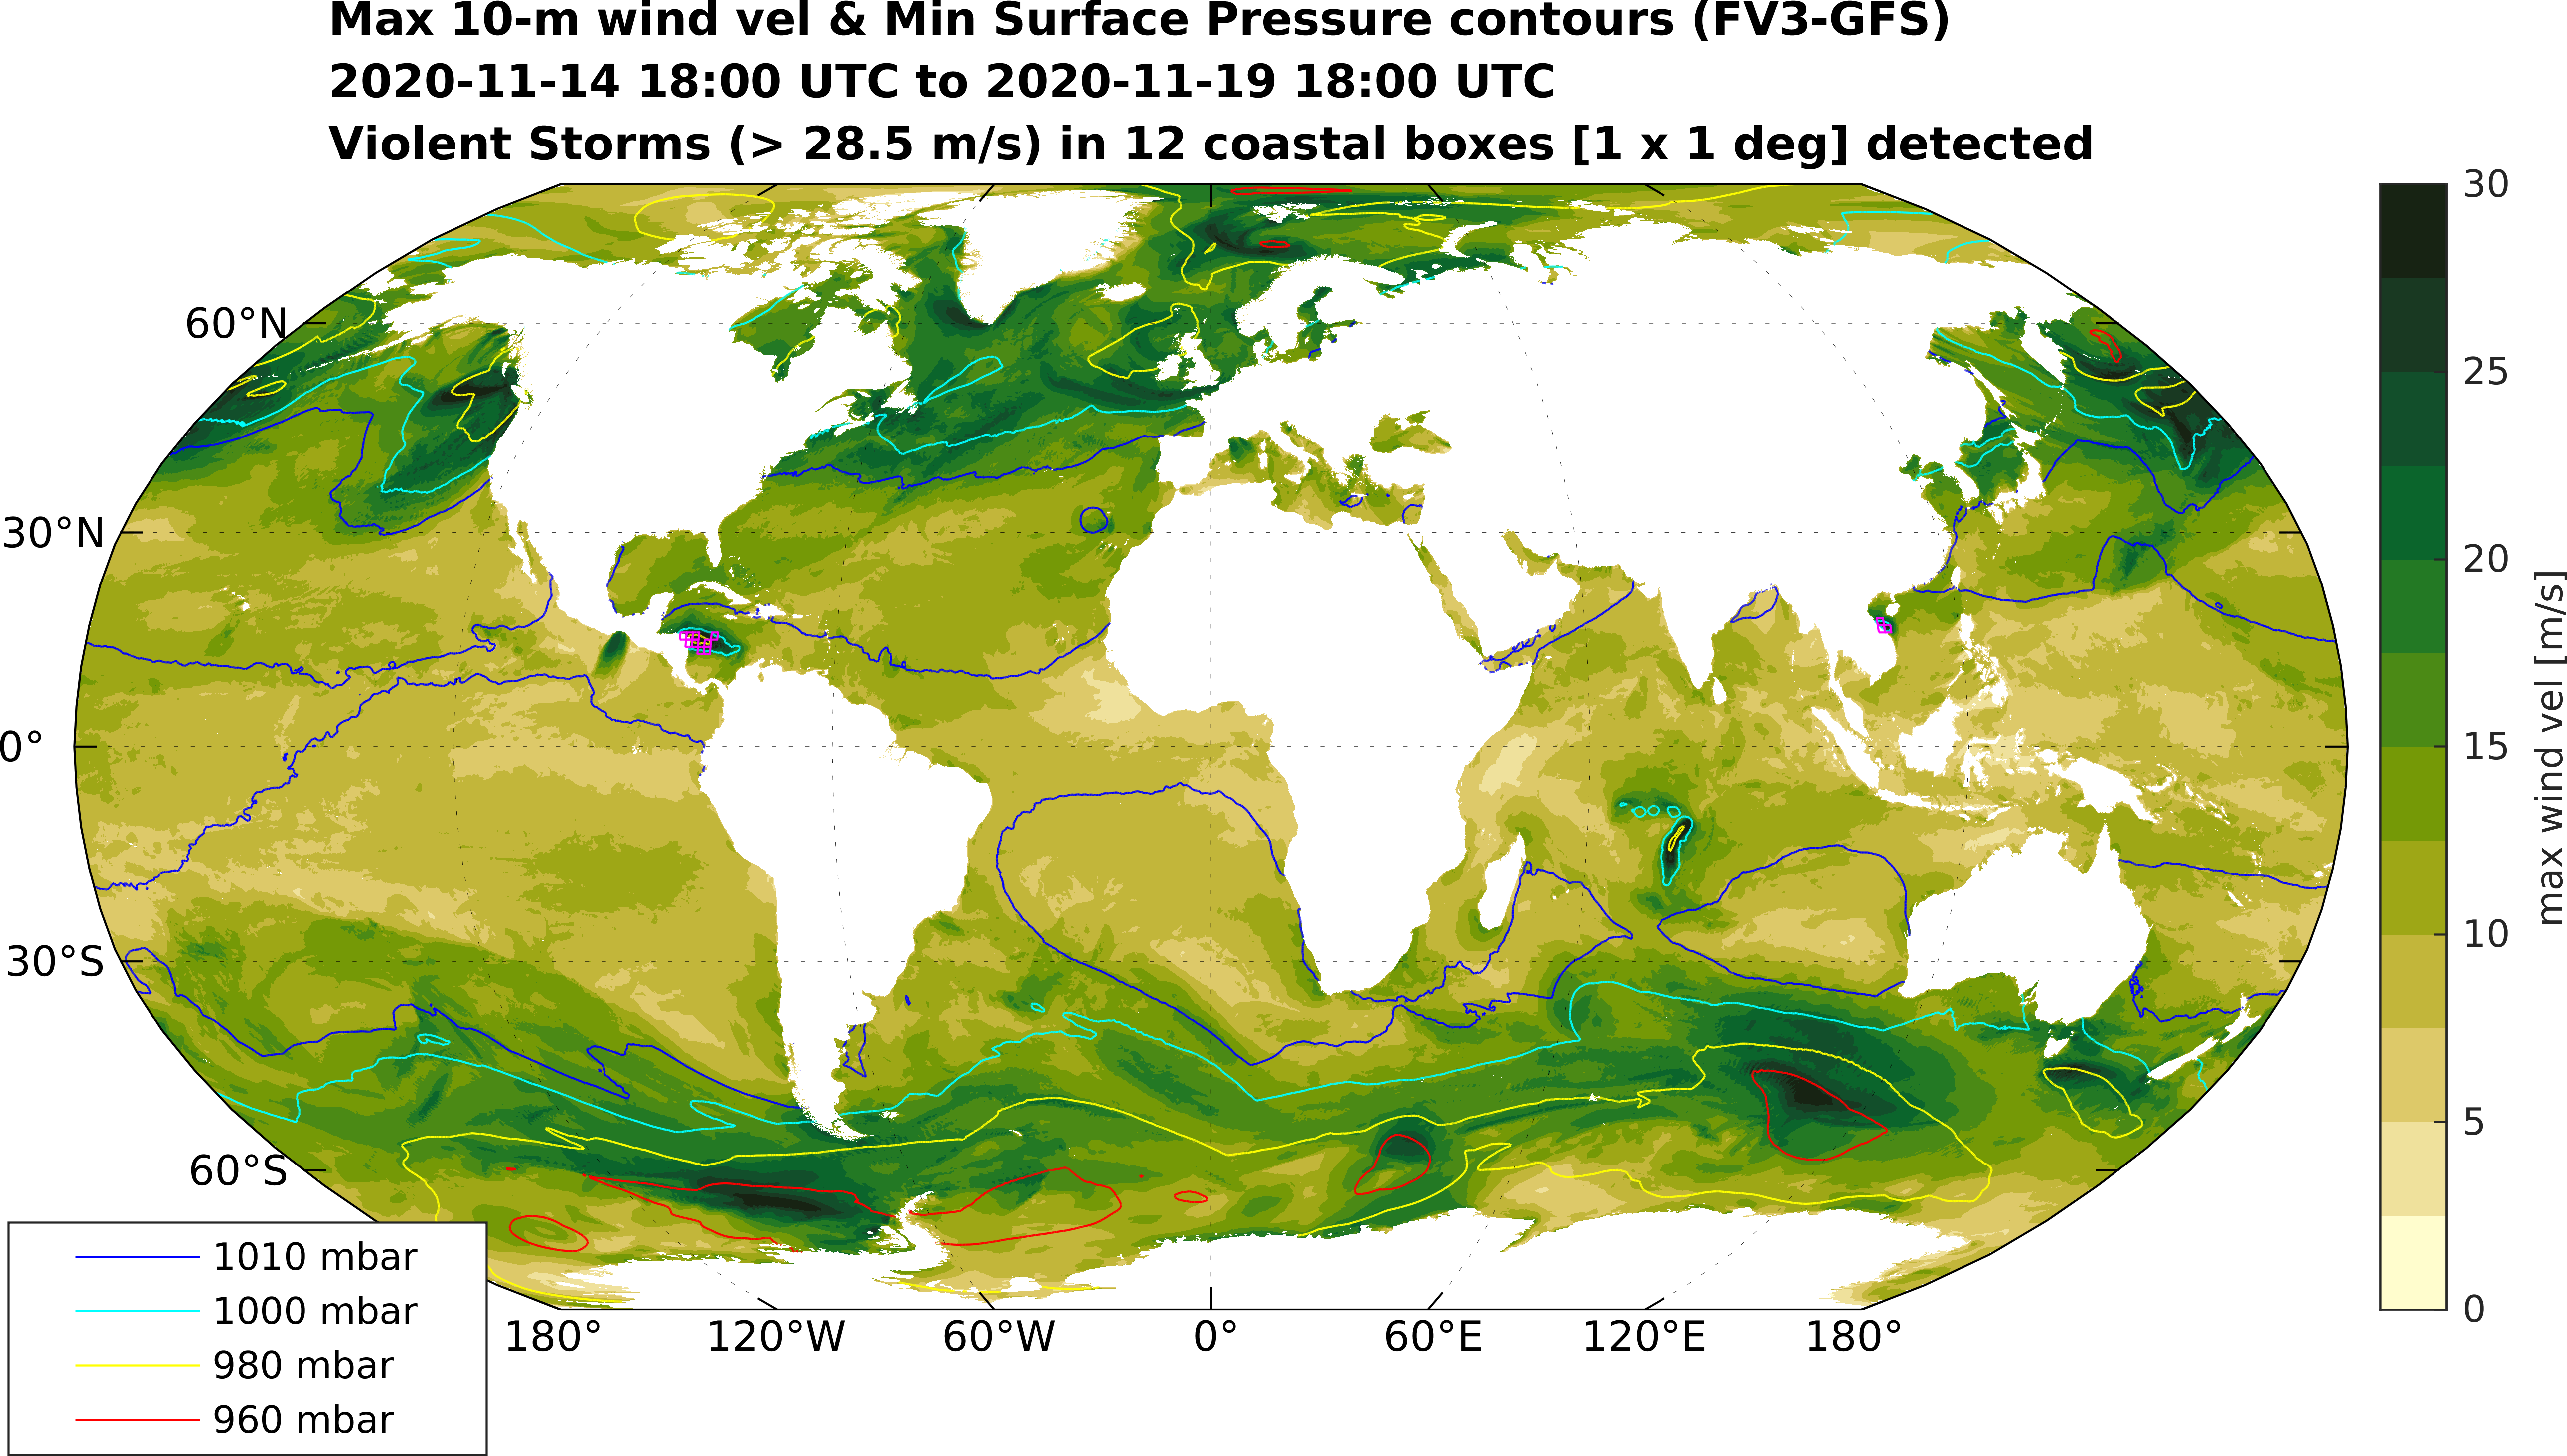 Max 10-m wind vel & Min Surface Pressure contours (FV3-GFS)
2020-11-14 18:00 UTC to 2020-11-19 18:00 UTC
Violent Storms (> 28.5 m/s) in 12 coastal boxes [1 x 1 deg] detected
60°N
30°N
0°
30°S
60°S
180°
120°W
60°W
0°
60°E
120°E
180°
1010 mbar
1000 mbar
980 mbar
960 mbar
30
25
20
15
10
5
0
max wind vel [m/s]